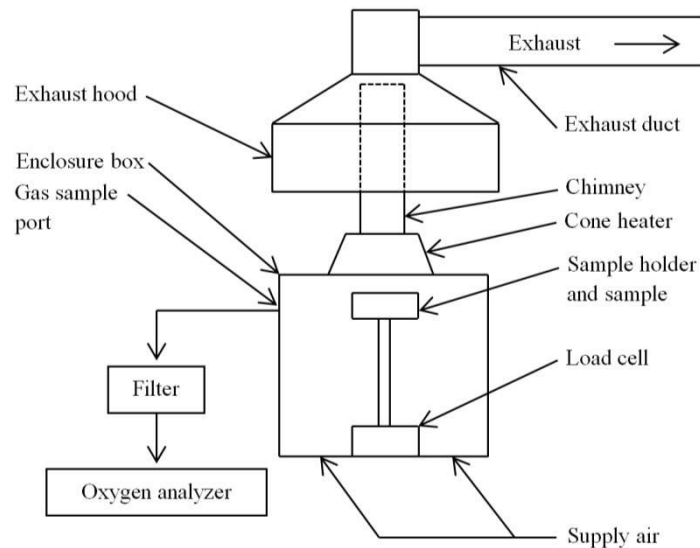 Exhaust
Exhaust hood
Exhaust duct
Enclosure box
Gas sample
port
Chimney
Cone heater
Sample holder
and sample
Load cell
Filter
Oxygen analyzer
Supply air